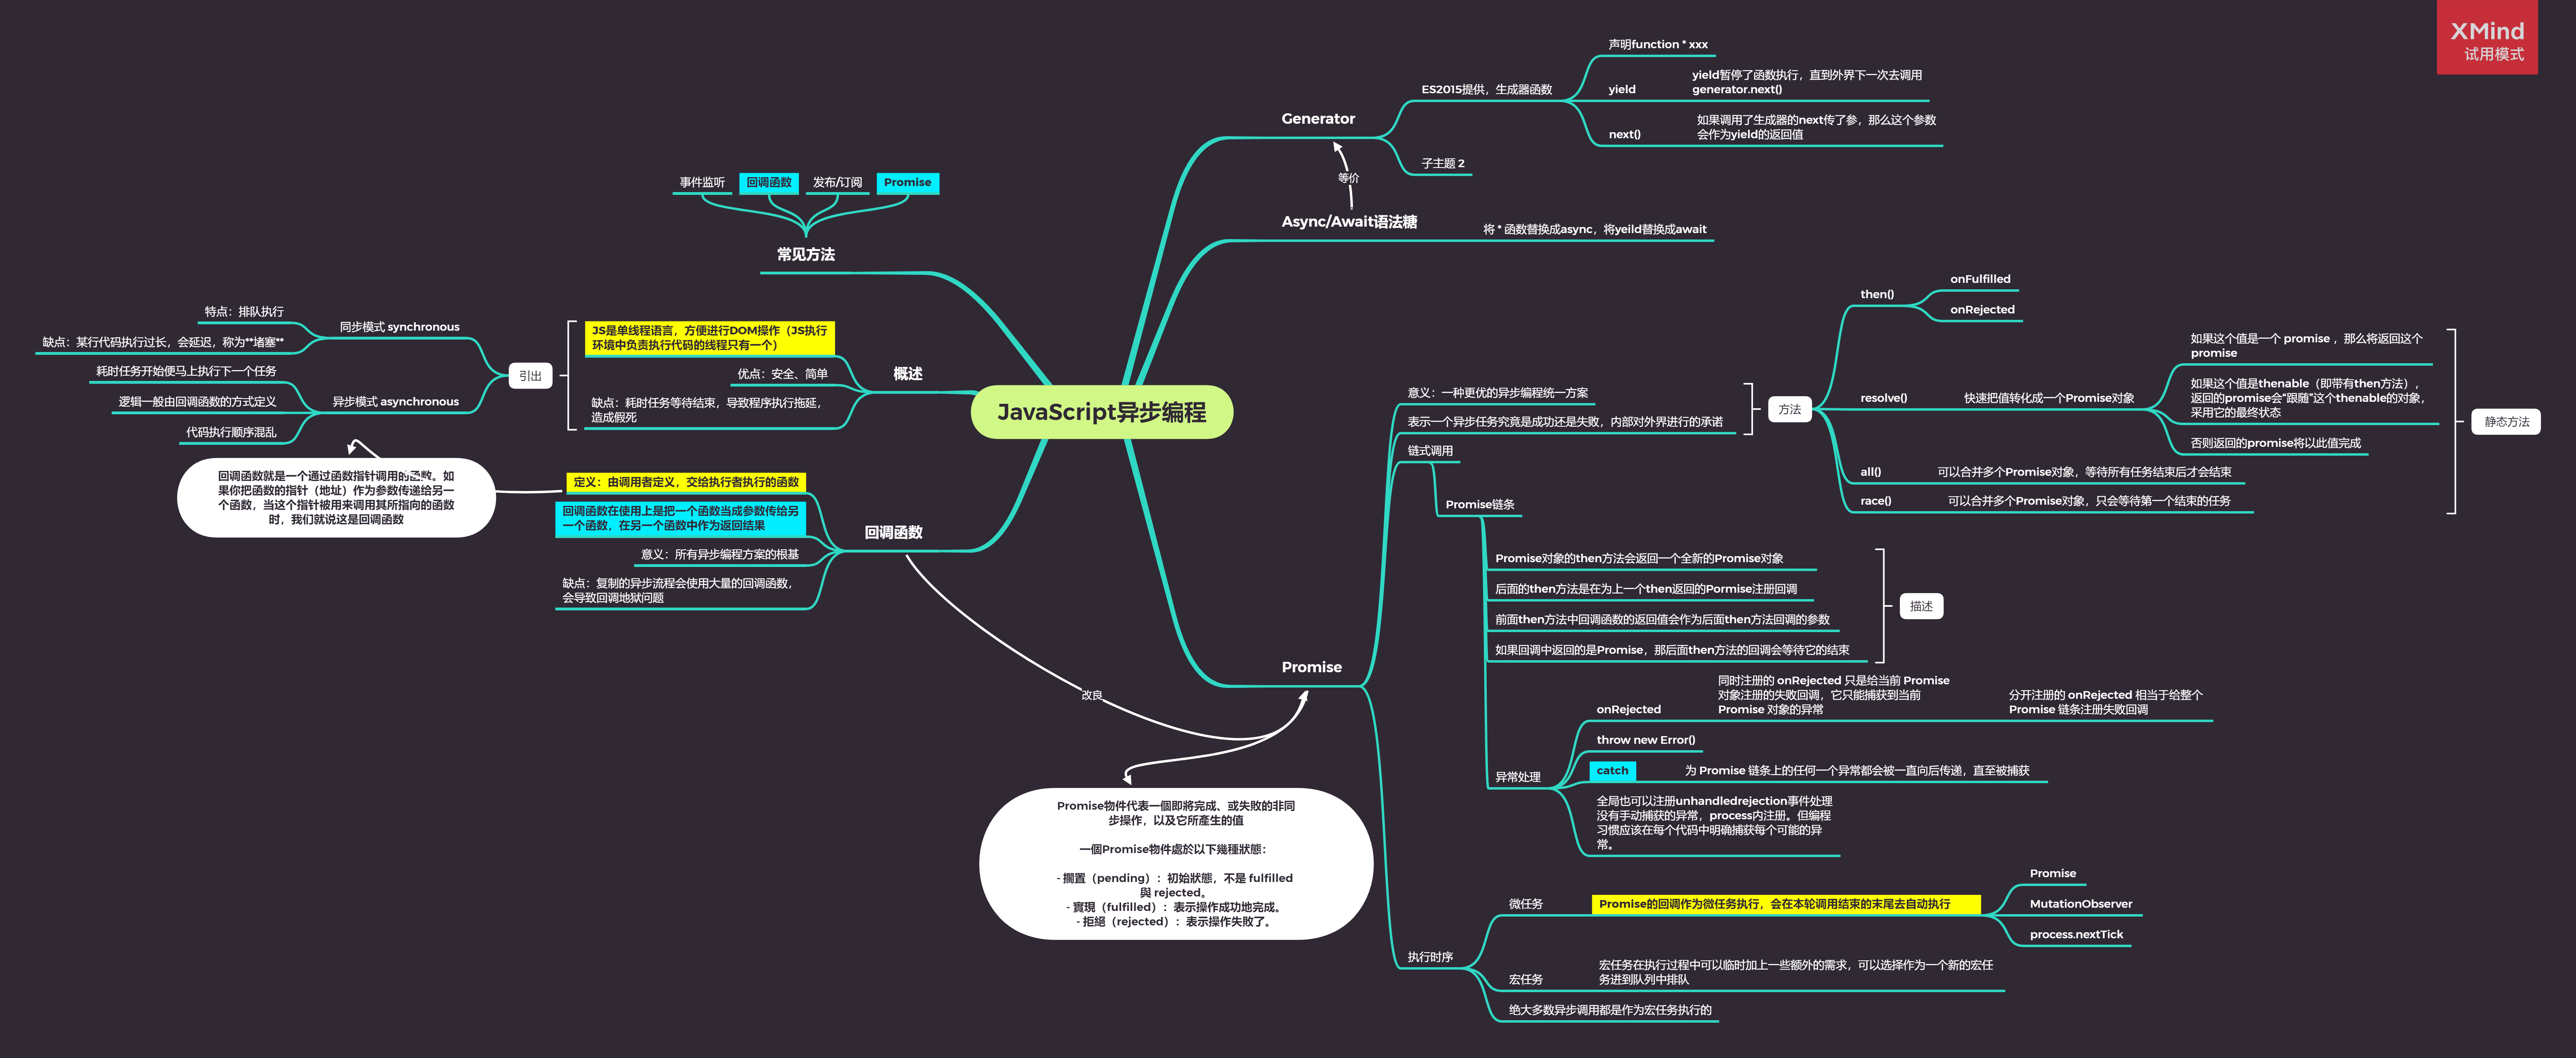 XMind
试用模式
JavaScript异步编程
Generator
ES2015提供，生成器函数
声明function * xxx
yield
yield暂停了函数执行，直到外界下一次去调用
generator.next()
next()
如果调用了生成器的next传了参，那么这个参数
会作为yield的返回值
子主题 2
等价
Async/Await语法糖
将 * 函数替换成async，将yeild替换成await
常见方法
事件监听
回调函数
发布/订阅
Promise
概述
JS是单线程语言，方便进行DOM操作（JS执行
环境中负责执行代码的线程只有一个）
优点：安全、简单
缺点：耗时任务等待结束，导致程序执行拖延，
造成假死
引出
同步模式 synchronous
特点：排队执行
缺点：某行代码执行过长，会延迟，称为**堵塞**
异步模式 asynchronous
耗时任务开始便马上执行下一个任务
逻辑一般由回调函数的方式定义
代码执行顺序混乱
回调函数
定义：由调用者定义，交给执行者执行的函数
回调函数就是一个通过函数指针调用的函数。如
果你把函数的指针（地址）作为参数传递给另一
个函数，当这个指针被用来调用其所指向的函数
时，我们就说这是回调函数
回调函数在使用上是把一个函数当成参数传给另
一个函数，在另一个函数中作为返回结果
意义：所有异步编程方案的根基
缺点：复制的异步流程会使用大量的回调函数，
会导致回调地狱问题
改良
Promise
Promise物件代表一個即將完成、或失敗的非同
步操作，以及它所產生的值
一個Promise物件處於以下幾種狀態：
- 擱置（pending）：初始狀態，不是 fulfilled
與 rejected。
- 實現（fulfilled）：表示操作成功地完成。
- 拒絕（rejected）：表示操作失敗了。
意义：一种更优的异步编程统一方案
表示一个异步任务究竟是成功还是失败，内部对外界进行的承诺
方法
then()
onFulfilled
onRejected
resolve()
快速把值转化成一个Promise对象
如果这个值是一个 promise ，那么将返回这个
promise
如果这个值是thenable（即带有then方法），
返回的promise会“跟随”这个thenable的对象，
采用它的最终状态
否则返回的promise将以此值完成
all()
可以合并多个Promise对象，等待所有任务结束后才会结束
race()
可以合并多个Promise对象，只会等待第一个结束的任务
静态方法
链式调用
Promise链条
Promise对象的then方法会返回一个全新的Promise对象
后面的then方法是在为上一个then返回的Pormise注册回调
前面then方法中回调函数的返回值会作为后面then方法回调的参数
如果回调中返回的是Promise，那后面then方法的回调会等待它的结束
描述
异常处理
onRejected
同时注册的 onRejected 只是给当前 Promise
对象注册的失败回调，它只能捕获到当前
Promise 对象的异常
分开注册的 onRejected 相当于给整个
Promise 链条注册失败回调
throw new Error()
catch
为 Promise 链条上的任何一个异常都会被一直向后传递，直至被捕获
全局也可以注册unhandledrejection事件处理
没有手动捕获的异常，process内注册。但编程
习惯应该在每个代码中明确捕获每个可能的异
常。
执行时序
微任务
Promise的回调作为微任务执行，会在本轮调用结束的末尾去自动执行
Promise
MutationObserver
process.nextTick
宏任务
宏任务在执行过程中可以临时加上一些额外的需求，可以选择作为一个新的宏任
务进到队列中排队
绝大多数异步调用都是作为宏任务执行的